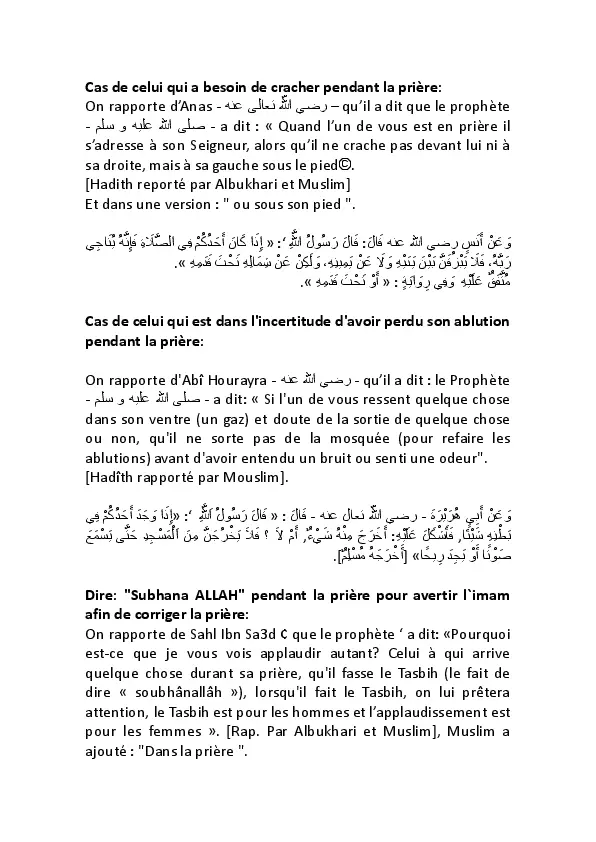 Cas de celui qui a besoin de cracher pendant la prière:
On rapporte d’Anas - رضي الله تعالى عنه – qu’il a dit que le prophète
- صلى الله عليه و سلم - a dit : « Quand l’un de vous est en prière il
s’adresse à son Seigneur, alors qu’il ne crache pas devant lui ni à
sa droite, mais à sa gauche sous le pied©.
[Hadith reporté par Albukhari et Muslim]
Et dans une version : " ou sous son pied ".
وَعَنْ أَنَسٍ رضي الله عنه قَالَ: قَالَ رَسُولُ اللَّهِ ‘: « إِذَا كَانَ أَحَدُكُمْ فِي الصَّلَاةِ فَإِنَّهُ يُنَاجِي
رَبَّهُ، فَلَا يَبْزُقَنَّ بَيْنَ يَدَيْهِ وَلَا عَنْ يَمِينِهِ، وَلَكِنْ عَنْ شِمَالِهِ تَحْتَ قَدَمِهِ ».
مُتَّفَقٌ عَلَيْهِ وَفِي رِوَايَةٍ : « أَوْ تَحْتَ قَدَمِهِ ».
Cas de celui qui est dans l'incertitude d'avoir perdu son ablution
pendant la prière:
On rapporte d'Abî Hourayra - رضي الله عنه - qu’il a dit : le Prophète
- صلى الله عليه و سلم - a dit: « Si l'un de vous ressent quelque chose
dans son ventre (un gaz) et doute de la sortie de quelque chose
ou non, qu'il ne sorte pas de la mosquée (pour refaire les
ablutions) avant d'avoir entendu un bruit ou senti une odeur".
[Hadîth rapporté par Mouslim].
وَعَنْ أَبِي هُرَيْرَةَ - رضي اللّٰه تعال عنه - قَالَ : « قَالَ رَسُولُ اَللَّهِ ‘: «إِذَا وَجَدَ أَحَدُكُمْ فِي
بَطْنِهِ شَيْئًا, فَأَشْكَلَ عَلَيْهِ: أَخَرَجَ مِنْهُ شَيْءٌ, أَمْ لَا ؟ فَلَا يَخْرُجَنَّ مِنَ اَلْمَسْجِدِ حَتَّى يَسْمَعَ
صَوْتًا أَوْ يَجِدَ رِيحًا» [أَخْرَجَهُ مُسْلِمٌ].
Dire: "Subhana ALLAH" pendant la prière pour avertir l`imam
afin de corriger la prière:
On rapporte de Sahl Ibn Sa3d ¢ que le prophète ‘ a dit: «Pourquoi
est-ce que je vous vois applaudir autant? Celui à qui arrive
quelque chose durant sa prière, qu'il fasse le Tasbih (le fait de
dire « soubhânallâh »), lorsqu'il fait le Tasbih, on lui prêtera
attention, le Tasbih est pour les hommes et l’applaudissement est
pour les femmes ». [Rap. Par Albukhari et Muslim], Muslim a
ajouté : "Dans la prière ".